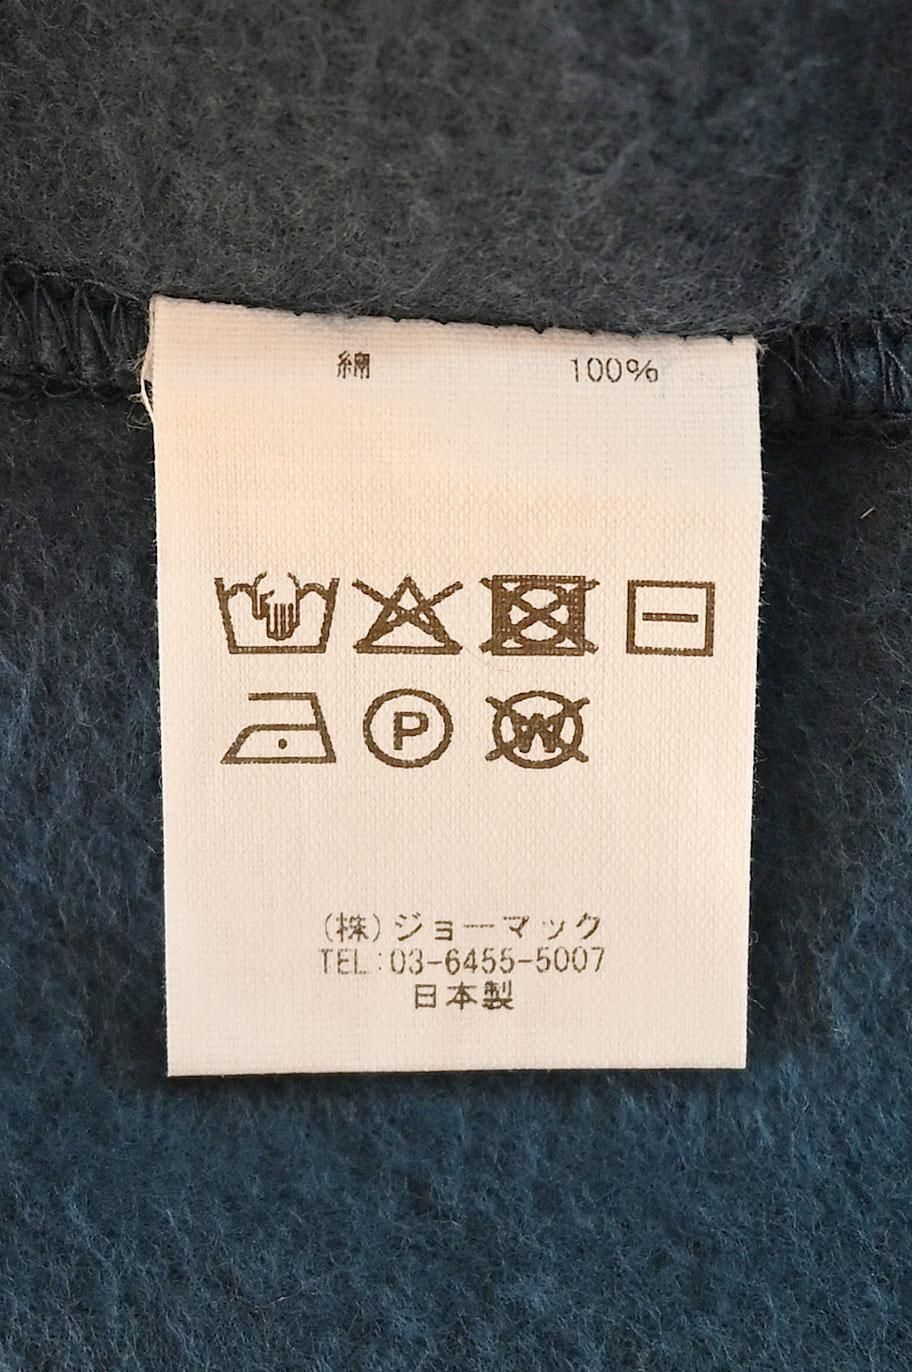 綿 100%
P W
(株)ジョーマック
TEL:03-6455-5007
日本製